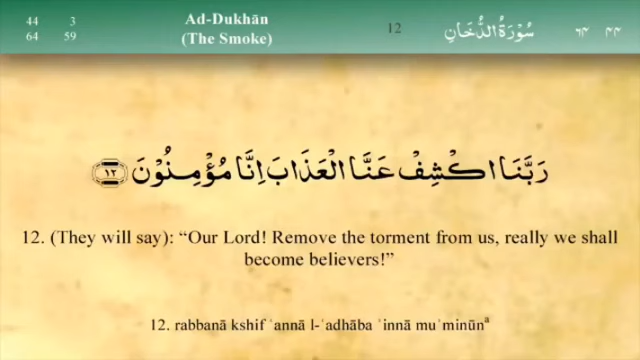 44 3 Ad-Dukhān 12 سُوْرَةُ الدُّخَانِ ٦٤ ٤٤
64 59 (The Smoke)
رَبَّنَا اكْشِفْ عَنَّا الْعَذَابَ اِنَّا مُؤْمِنُوْنَ ١٢
12. (They will say): “Our Lord! Remove the torment from us, really we shall
become believers!”
12. rabbanā kshif ʿannā l-ʿadhāba ʾinnā muʾminūnᵃ